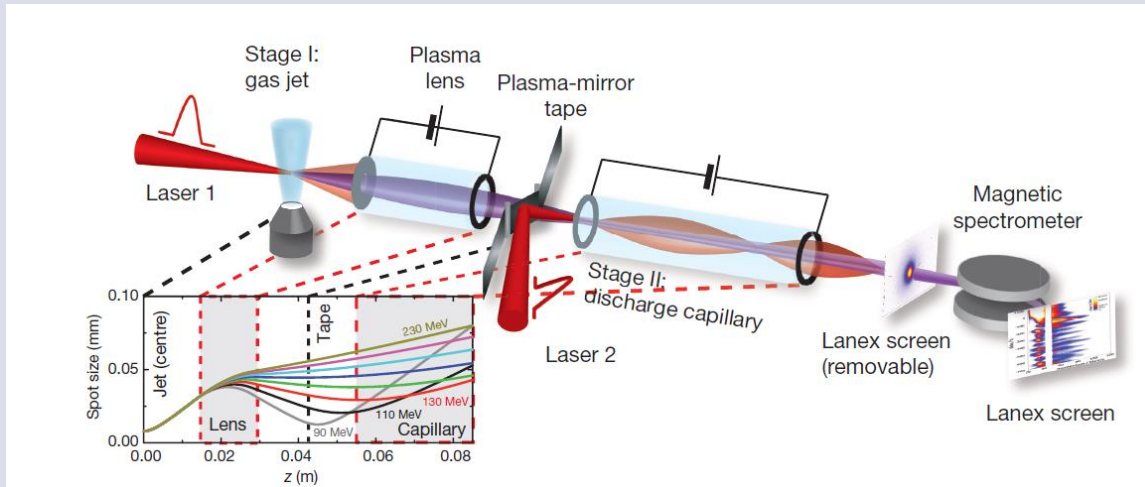 Stage I:
gas jet
Plasma
lens
Plasma-mirror
tape
Laser 1
Magnetic
spectrometer
Stage II:
discharge capillary
Laser 2
Lanex screen
(removable)
Lanex screen
0.10
0.05
0.00
Spot size (mm)
Jet (centre)
Tape
230 MeV
130 MeV
110 MeV
90 MeV
Lens
Capillary
0.00 0.02 0.04 0.06 0.08
z (m)